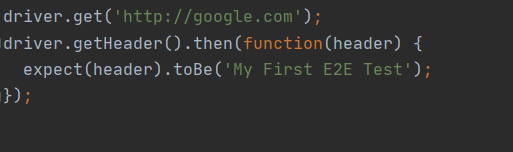 driver.get('http://google.com');
driver.getHeader().then(function(header) {
expect(header).toBe('My First E2E Test');
});